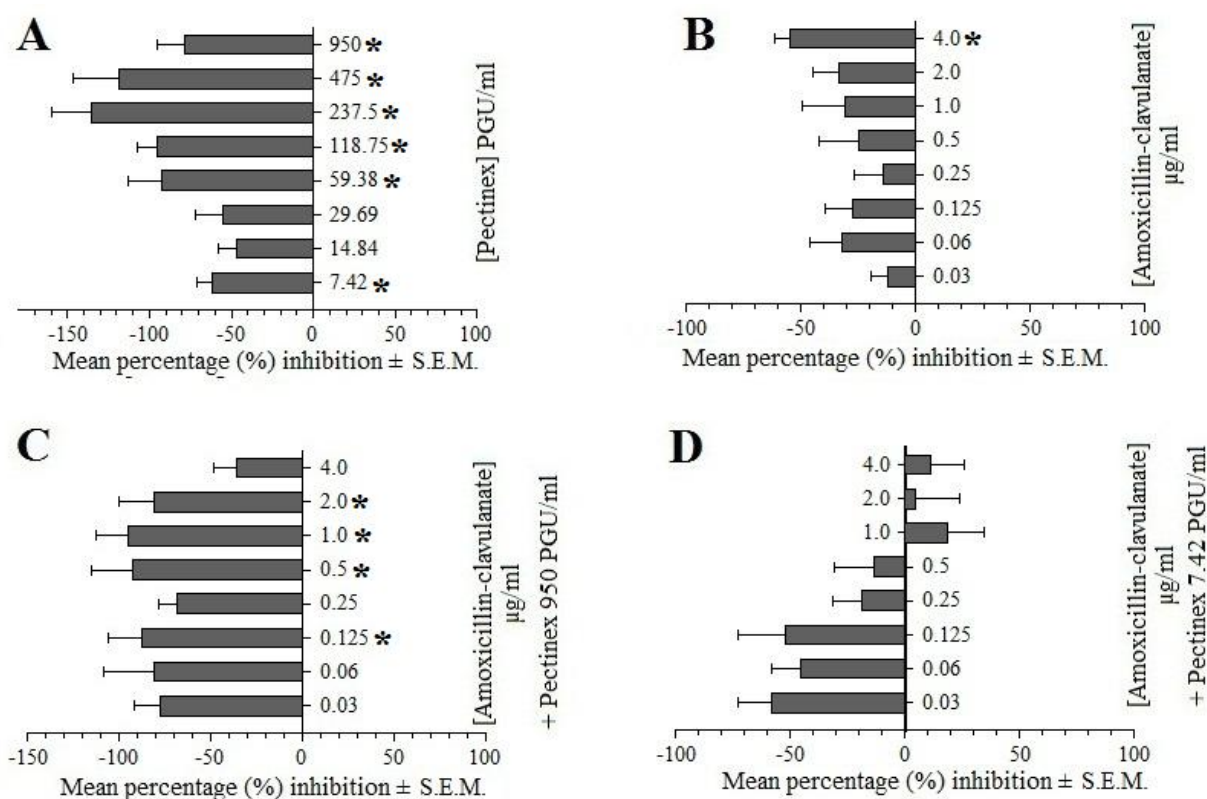 A
950 *
475 *
237.5 *
118.75 *
59.38 *
29.69
14.84
7.42 *
[Pectinex] PGU/ml
-150 -100 -50 0 50 100
Mean percentage (%) inhibition ± S.E.M.
B
4.0 *
2.0
1.0
0.5
0.25
0.125
0.06
0.03
[Amoxicillin-clavulanate]
µg/ml
-100 -50 0 50 100
Mean percentage (%) inhibition ± S.E.M.
C
4.0
2.0 *
1.0 *
0.5 *
0.25
0.125 *
0.06
0.03
[Amoxicillin-clavulanate]
µg/ml
+ Pectinex 950 PGU/ml
-150 -100 -50 0 50 100
Mean percentage (%) inhibition ± S.E.M.
D
4.0
2.0
1.0
0.5
0.25
0.125
0.06
0.03
[Amoxicillin-clavulanate]
µg/ml
+ Pectinex 7.42 PGU/ml
-100 -50 0 50 100
Mean percentage (%) inhibition ± S.E.M.